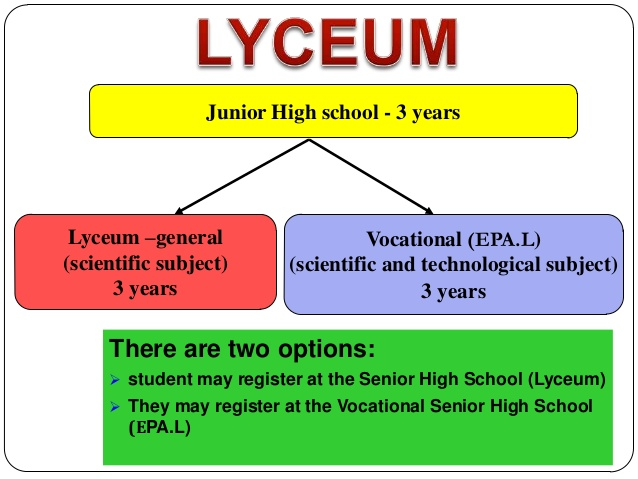 LYCEUM
Junior High school - 3 years
Lyceum –general
(scientific subject)
3 years
Vocational (EPA.L)
(scientific and technological subject)
3 years
There are two options:
student may register at the Senior High School (Lyceum)
They may register at the Vocational Senior High School
(EPA.L)